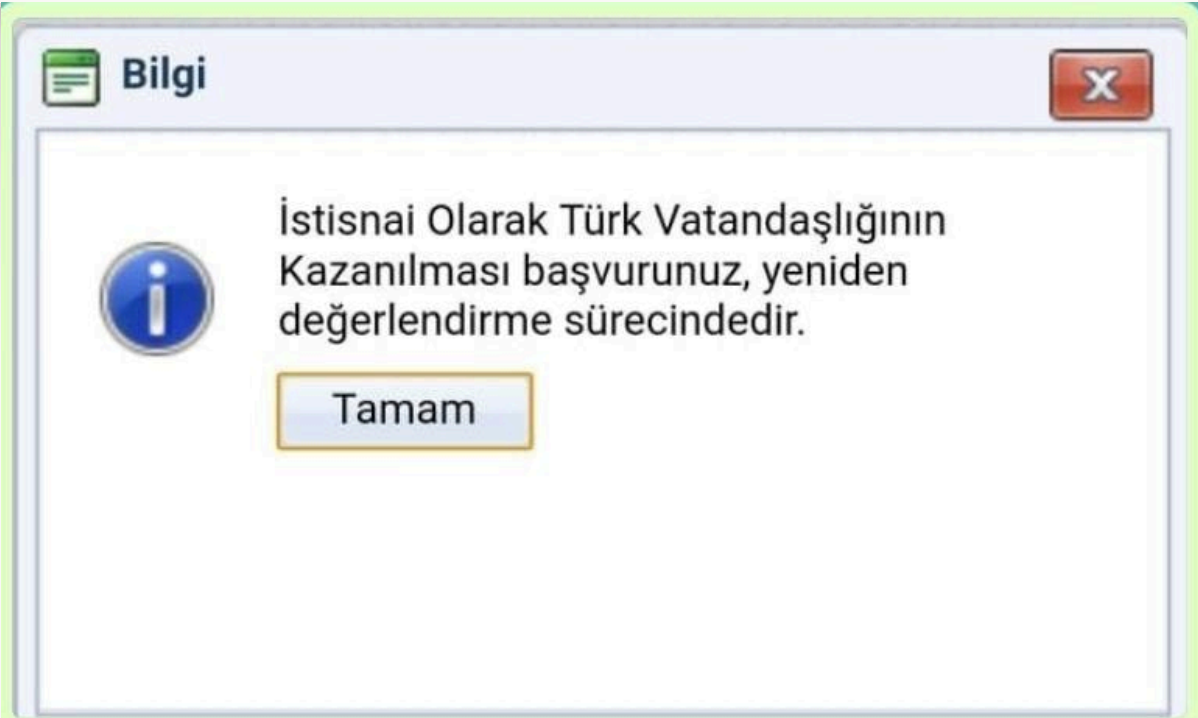 Bilgi
İstisnai Olarak Türk Vatandaşlığının
Kazanılması başvurunuz, yeniden
değerlendirme sürecindedir.
Tamam